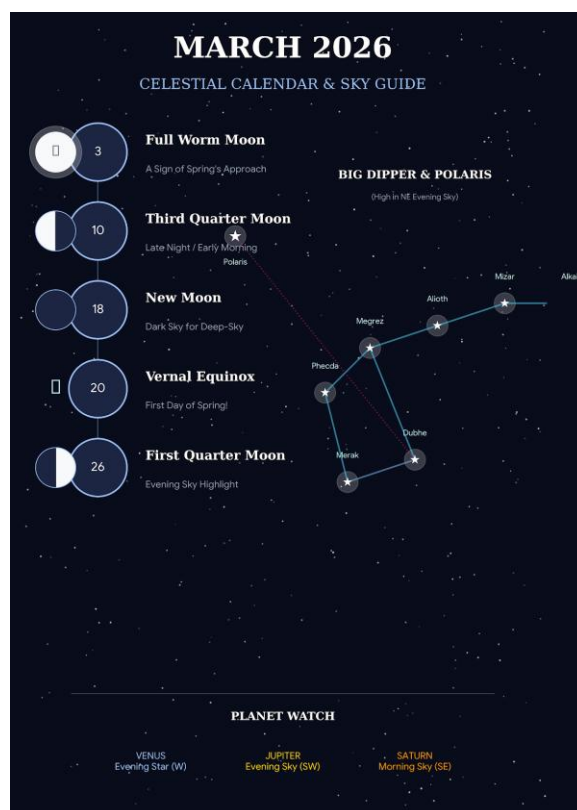 MARCH 2026
CELESTIAL CALENDAR & SKY GUIDE
3
Full Worm Moon
A Sign of Spring's Approach
10
Third Quarter Moon
Late Night / Early Morning
18
New Moon
Dark Sky for Deep-Sky
20
Vernal Equinox
First Day of Spring!
26
First Quarter Moon
Evening Sky Highlight
BIG DIPPER & POLARIS
(High in NE Evening Sky)
Polaris
Mizar
Alka
Alioth
Megrez
Phecda
Dubhe
Merak
PLANET WATCH
VENUS
Evening Star (W)
JUPITER
Evening Sky (SW)
SATURN
Morning Sky (SE)